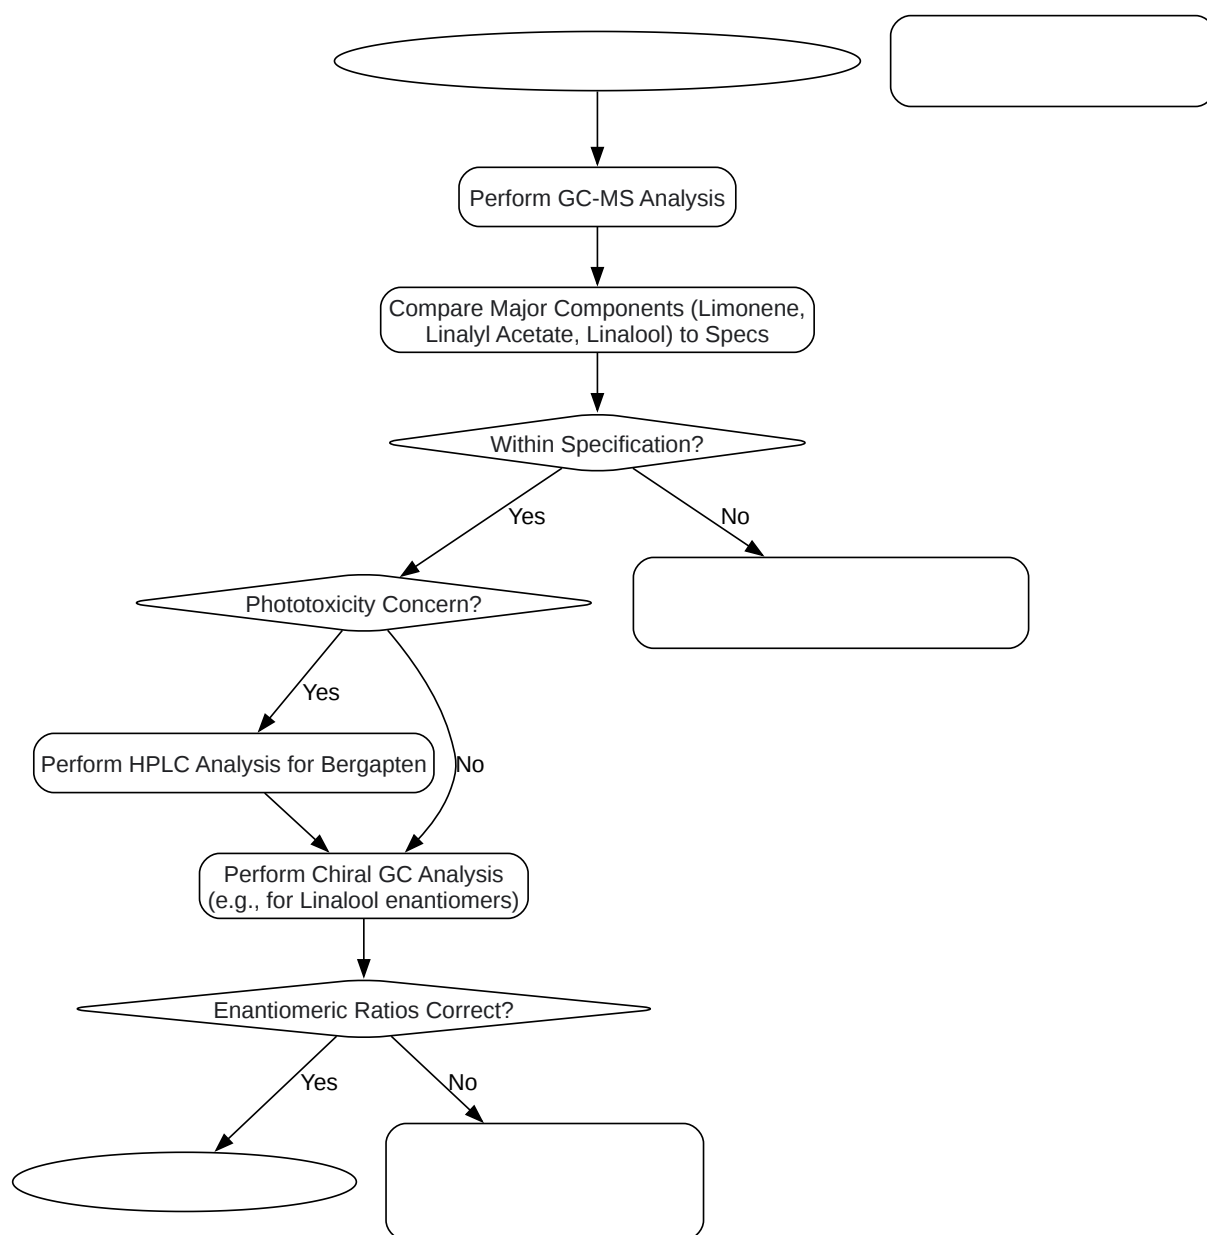 Perform GC-MS Analysis
Compare Major Components (Limonene,
Linalyl Acetate, Linalool) to Specs
Within Specification?
Yes
No
Phototoxicity Concern?
Yes
Perform HPLC Analysis for Bergapten
No
Perform Chiral GC Analysis
(e.g., for Linalool enantiomers)
Enantiomeric Ratios Correct?
Yes
No